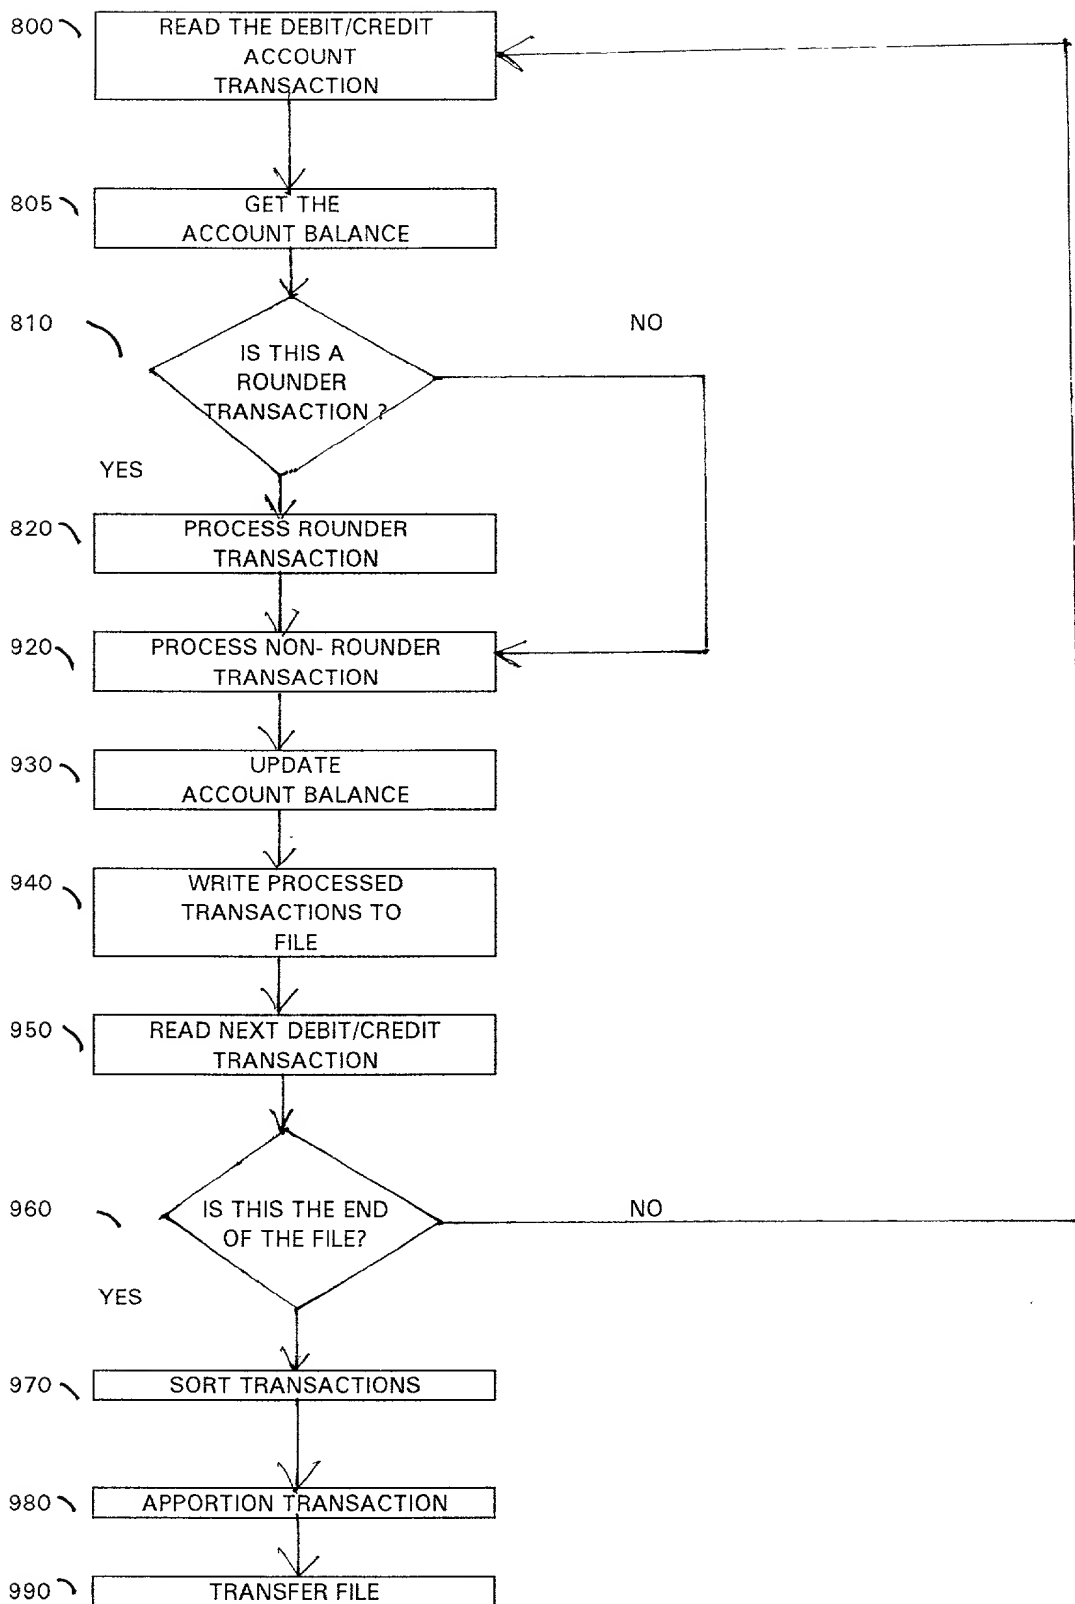 800
READ THE DEBIT/CREDIT
ACCOUNT
TRANSACTION
805
GET THE
ACCOUNT BALANCE
810
NO
IS THIS A
ROUNDER
TRANSACTION ?
YES
820
PROCESS ROUNDER
TRANSACTION
920
PROCESS NON- ROUNDER
TRANSACTION
930
UPDATE
ACCOUNT BALANCE
940
WRITE PROCESSED
TRANSACTIONS TO
FILE
950
READ NEXT DEBIT/CREDIT
TRANSACTION
960
IS THIS THE END
OF THE FILE?
NO
YES
970
SORT TRANSACTIONS
980
APPORTION TRANSACTION
990
TRANSFER FILE